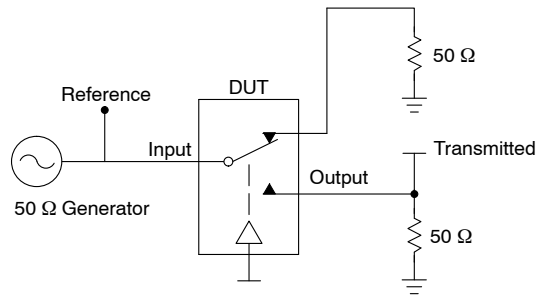 50 Ω
DUT
Reference
Input
Transmitted
Output
50 Ω Generator
50 Ω